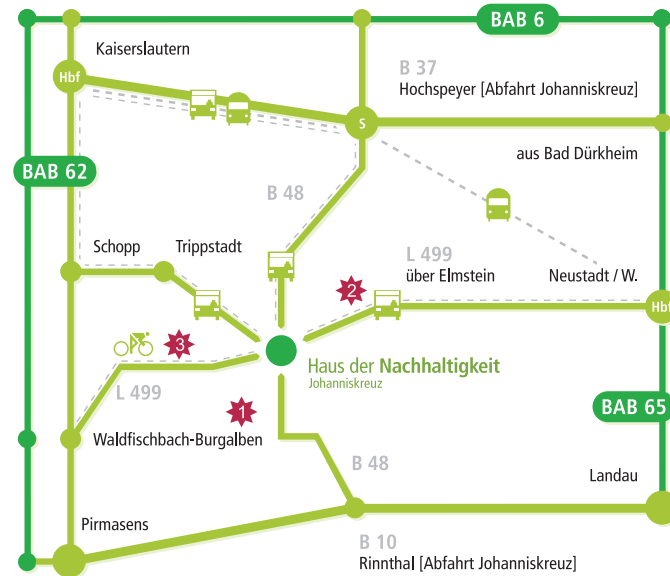 BAB 6
Kaiserslautern
Hbf
B 37
Hochspeyer [Abfahrt Johanniskreuz]
S
aus Bad Dürkheim
BAB 62
B 48
Schopp
Trippstadt
L 499
über Elmstein
Neustadt / W.
2
Hbf
3
Haus der Nachhaltigkeit
Johanniskreuz
L 499
1
BAB 65
Waldfischbach-Burgalben
B 48
Landau
Pirmasens
B 10
Rinnthal [Abfahrt Johanniskreuz]